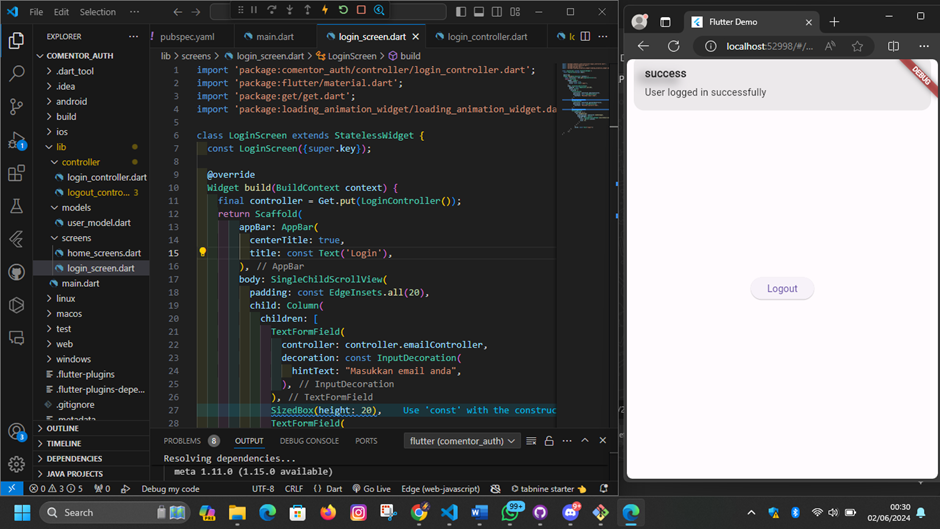 File Edit Selection ···
EXPLORER ···
COMENTOR_AUTH
.dart_tool
.idea
android
build
ios
lib
controller
login_controller.dart
logout_contro... 3
models
user_model.dart
screens
home_screens.dart
login_screen.dart
main.dart
linux
macos
test
web
windows
.flutter-plugins
.flutter-plugins-depe...
.gitignore
.metadata
OUTLINE
TIMELINE
DEPENDENCIES
JAVA PROJECTS
1
3
pubspec.yaml main.dart login_screen.dart login_controller.dart
lib > screens > login_screen.dart > LoginScreen > build
1 import 'package:comentor_auth/controller/login_controller.dart';
2 import 'package:flutter/material.dart';
3 import 'package:get/get.dart';
4 import 'package:loading_animation_widget/loading_animation_widget.da
5
6 class LoginScreen extends StatelessWidget {
7 const LoginScreen({super.key});
8
9 @override
10 Widget build(BuildContext context) {
11 final controller = Get.put(LoginController());
12 return Scaffold(
13 appBar: AppBar(
14 centerTitle: true,
15 title: const Text('Login'),
16 ), // AppBar
17 body: SingleChildScrollView(
18 padding: const EdgeInsets.all(20),
19 child: Column(
20 children: [
21 TextFormField(
22 controller: controller.emailController,
23 decoration: const InputDecoration(
24 hintText: "Masukkan email anda",
25 ), // InputDecoration
26 ), // TextFormField
27 SizedBox(height: 20), Use 'const' with the construc
28 TextFormField(
PROBLEMS 8 OUTPUT DEBUG CONSOLE PORTS flutter (comentor_auth) ···
Resolving dependencies...
meta 1.11.0 (1.15.0 available)
0 3 5 0 Debug my code UTF-8 CRLF {} Dart Go Live Edge (web-javascript) tabnine starter
Flutter Demo
localhost:52998/#/...
success
User logged in successfully
DEBUG
Logout
Search
99+
9+
00:30
02/06/2024